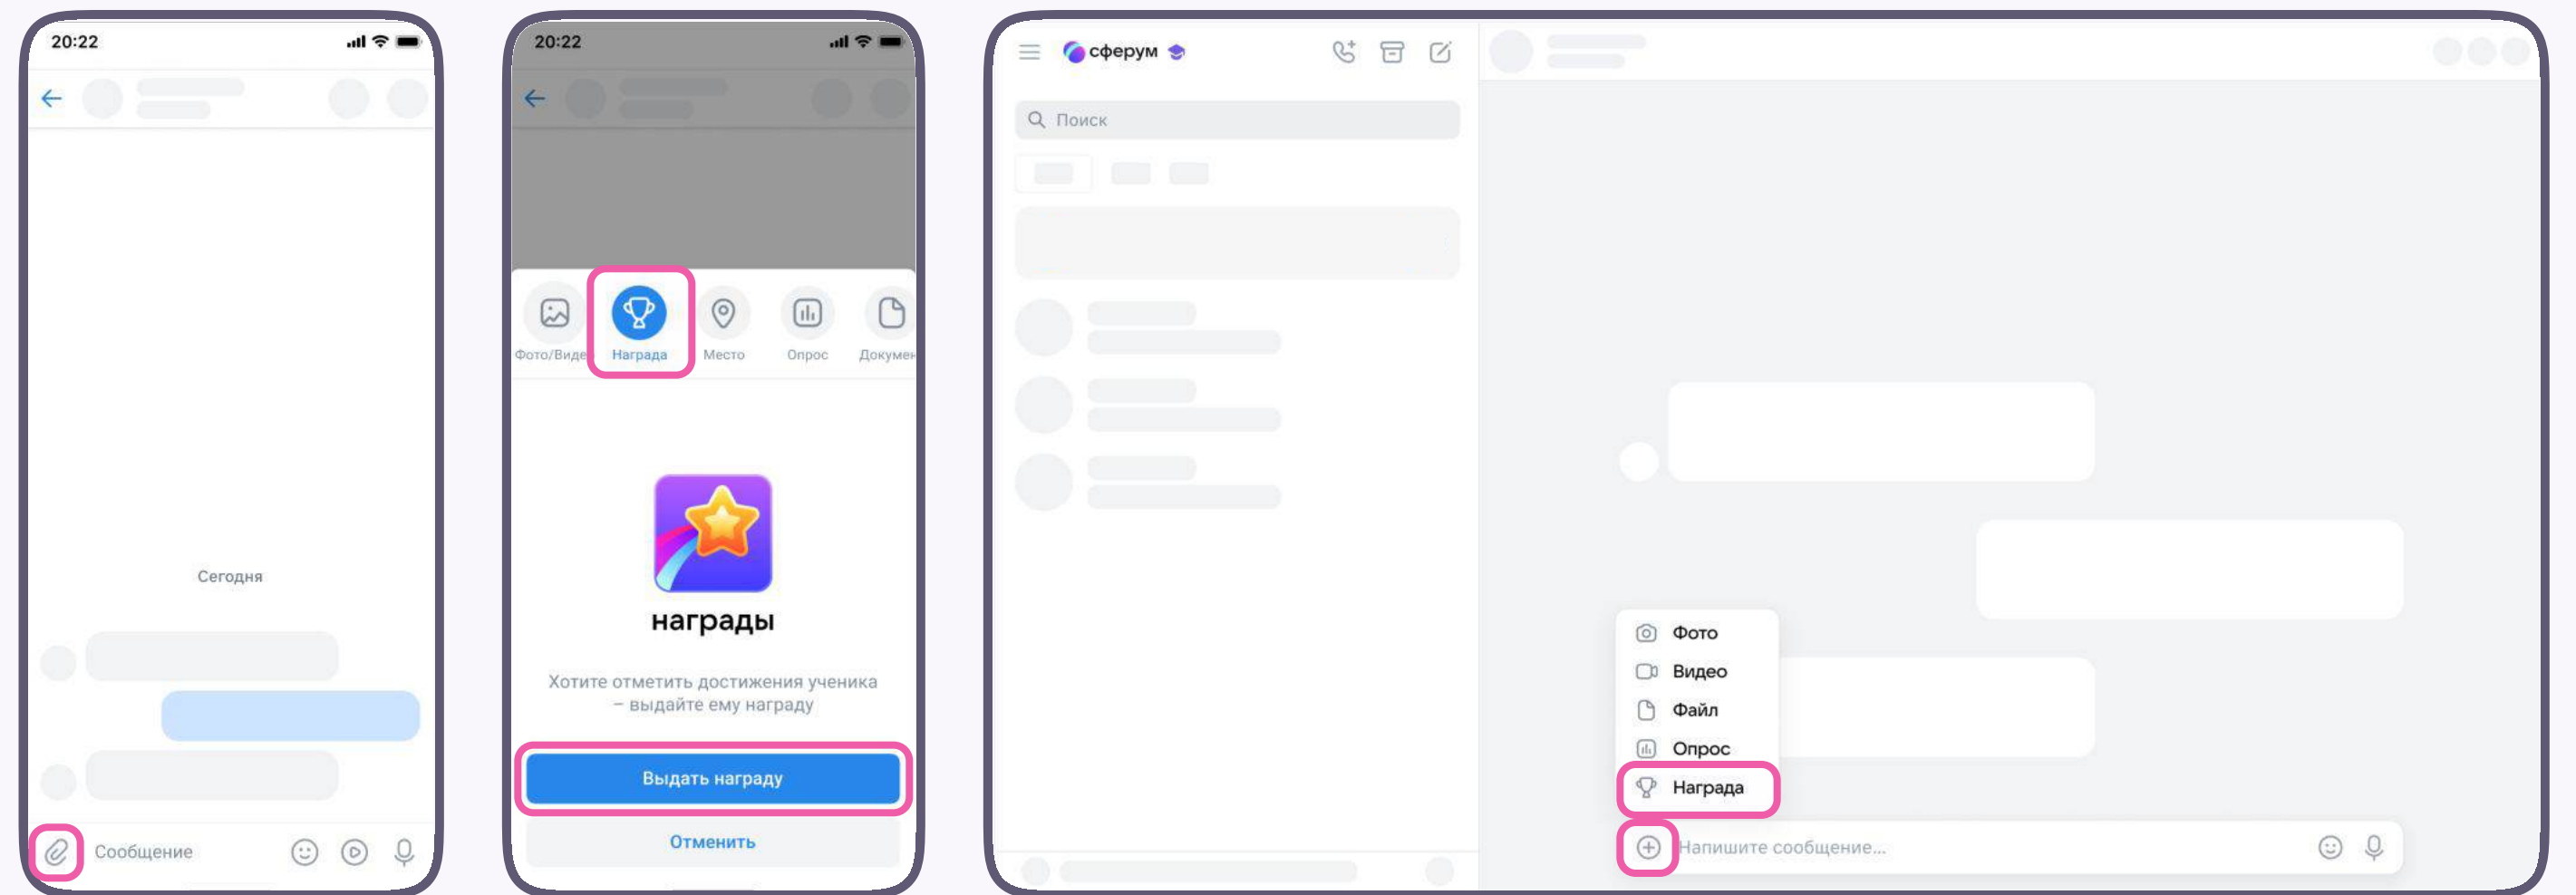 20:22
Сегодня
Сообщение
20:22
Фото/Виде
Награда
Место
Опрос
Докумен
награды
Хотите отметить достижения ученика
– выдайте ему награду
Выдать награду
Отменить
сферум
Поиск
Фото
Видео
Файл
Опрос
Награда
Напишите сообщение...